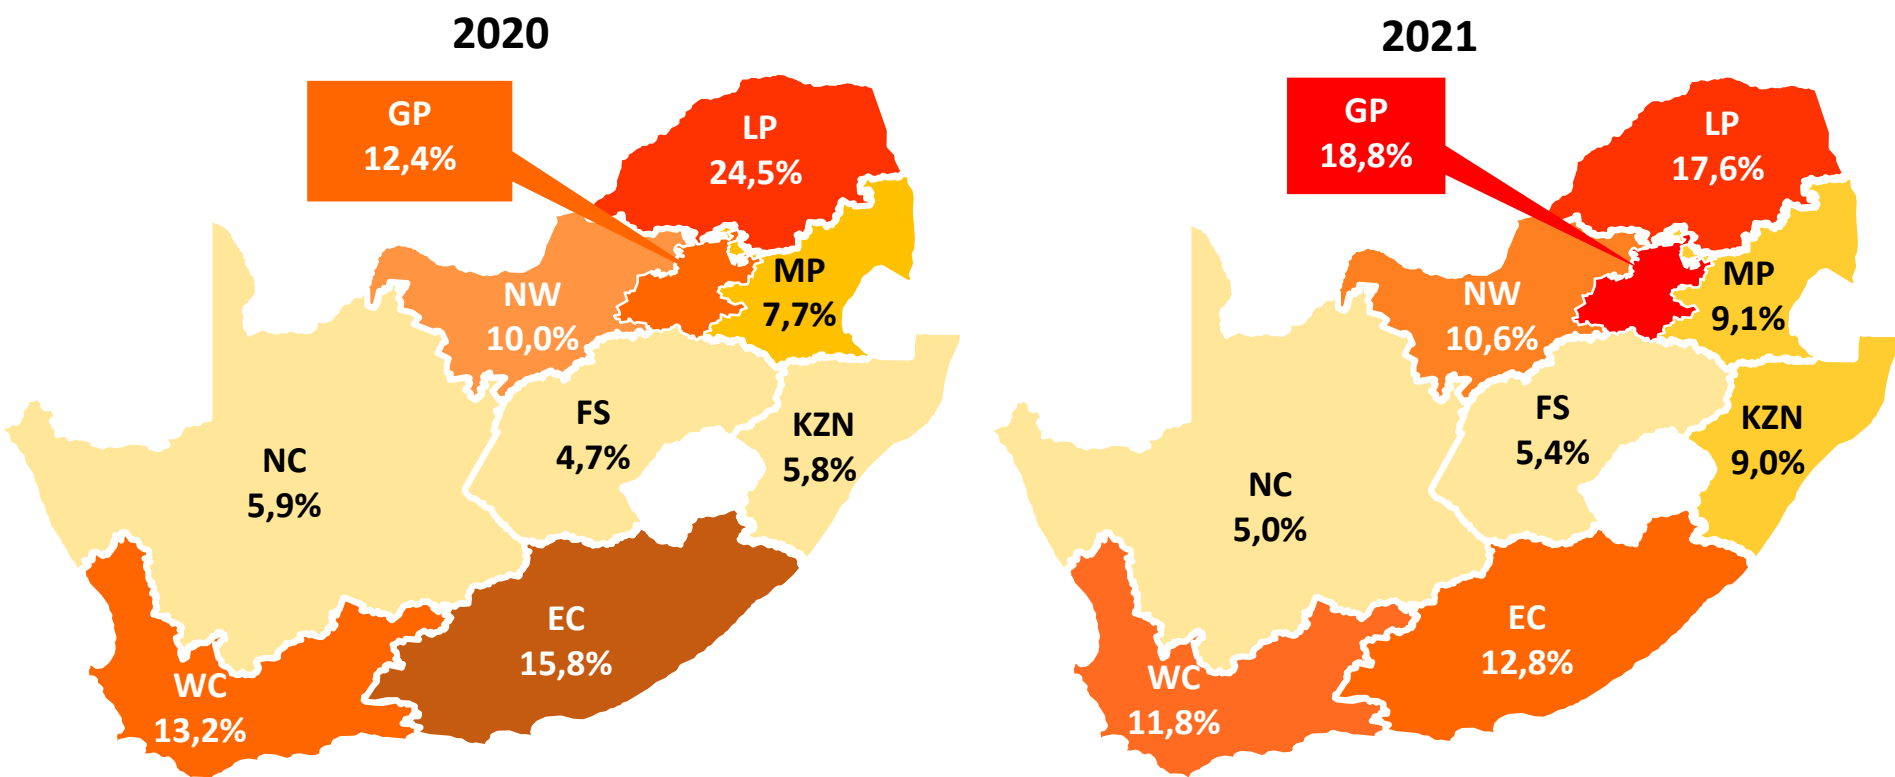 2020
GP
12,4%
LP
24,5%
MP
7,7%
NW
10,0%
FS
4,7%
KZN
5,8%
NC
5,9%
EC
15,8%
WC
13,2%
2021
GP
18,8%
LP
17,6%
MP
9,1%
NW
10,6%
FS
5,4%
KZN
9,0%
NC
5,0%
EC
12,8%
WC
11,8%